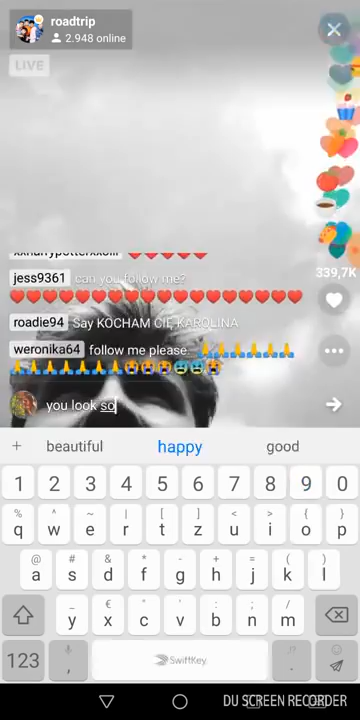 roadtrip
2.948 online
LIVE
339,7K
jess9361 can you follow me?
roadie94 Say KOCHAM CIĘ KAROLINA
weronika64 follow me please.
you look so
+ beautiful happy good
1 2 3 4 5 6 7 8 9 0
% ^ ~ | [ ] < > { }
q w e r t z u i o p
@ # & * - + = ( )
a s d f g h j k l
_ € " ' : ; /
y x c v b n m
123 , SwiftKey .
DU SCREEN RECORDER